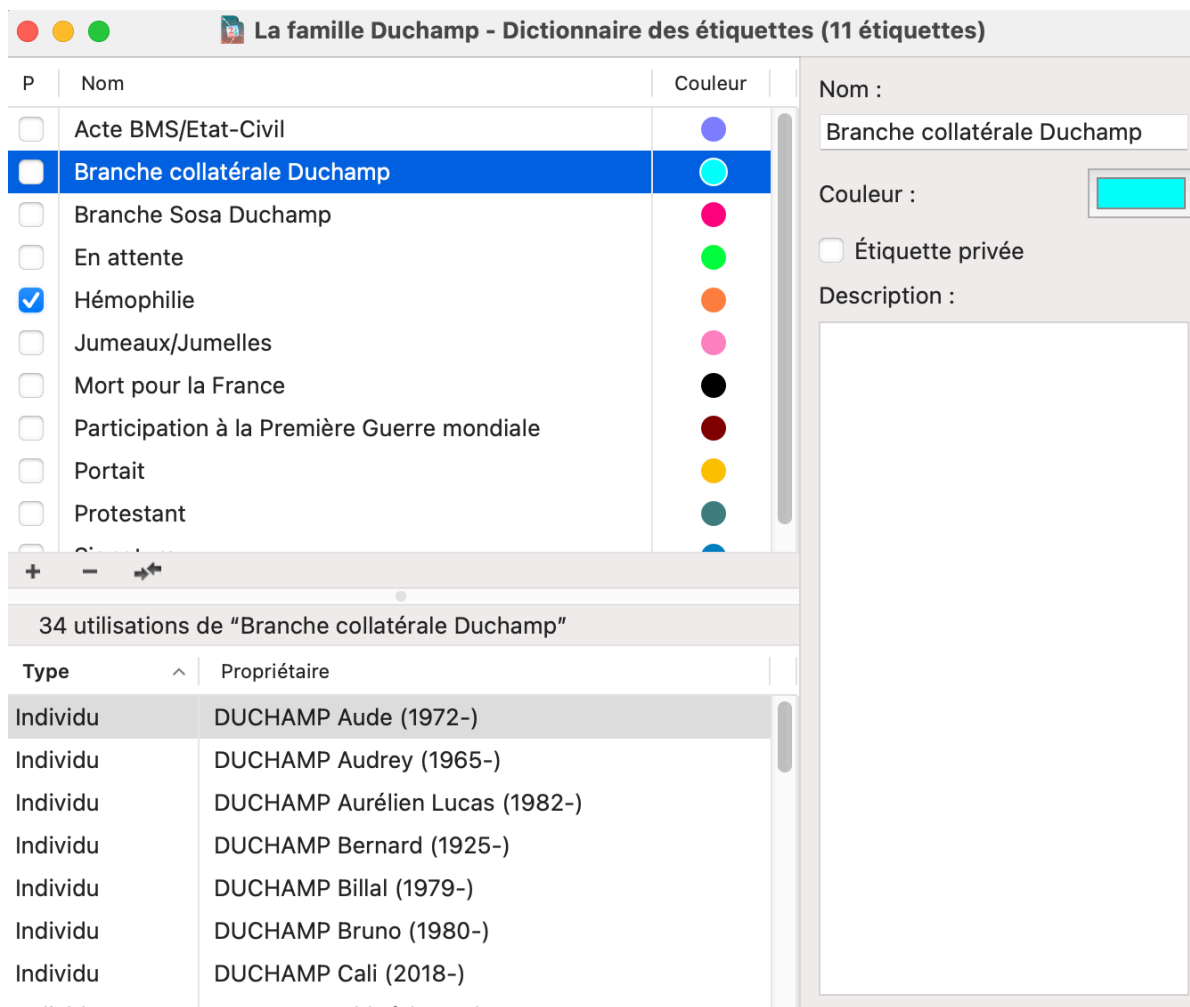 La famille Duchamp - Dictionnaire des étiquettes (11 étiquettes)
P Nom Couleur
Acte BMS/Etat-Civil
Branche collatérale Duchamp
Branche Sosa Duchamp
En attente
Hémophilie
Jumeaux/Jumelles
Mort pour la France
Participation à la Première Guerre mondiale
Portait
Protestant
34 utilisations de “Branche collatérale Duchamp”
Type Propriétaire
Individu DUCHAMP Aude (1972-)
Individu DUCHAMP Audrey (1965-)
Individu DUCHAMP Aurélien Lucas (1982-)
Individu DUCHAMP Bernard (1925-)
Individu DUCHAMP Billal (1979-)
Individu DUCHAMP Bruno (1980-)
Individu DUCHAMP Cali (2018-)
Nom :
Branche collatérale Duchamp
Couleur :
Étiquette privée
Description :